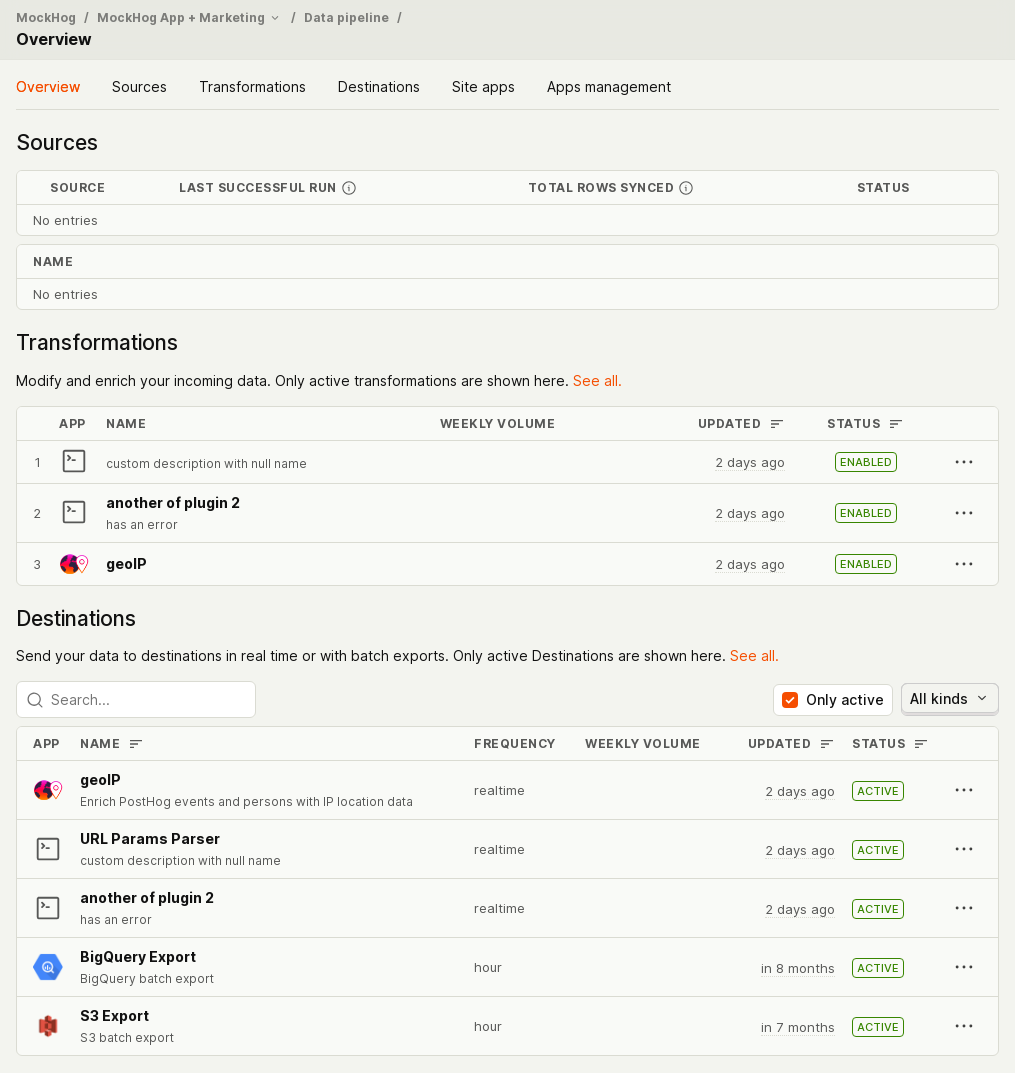 MockHog / MockHog App + Marketing / Data pipeline /
Overview
Overview Sources Transformations Destinations Site apps Apps management
Sources
SOURCE LAST SUCCESSFUL RUN TOTAL ROWS SYNCED STATUS
No entries
NAME
No entries
Transformations
Modify and enrich your incoming data. Only active transformations are shown here. See all.
APP NAME WEEKLY VOLUME UPDATED STATUS
1 custom description with null name 2 days ago ENABLED
2 another of plugin 2 2 days ago ENABLED
has an error
3 geoIP 2 days ago ENABLED
Destinations
Send your data to destinations in real time or with batch exports. Only active Destinations are shown here. See all.
Search... Only active All kinds
APP NAME FREQUENCY WEEKLY VOLUME UPDATED STATUS
geoIP realtime 2 days ago ACTIVE
Enrich PostHog events and persons with IP location data
URL Params Parser realtime 2 days ago ACTIVE
custom description with null name
another of plugin 2 realtime 2 days ago ACTIVE
has an error
BigQuery Export hour in 8 months ACTIVE
BigQuery batch export
S3 Export hour in 7 months ACTIVE
S3 batch export